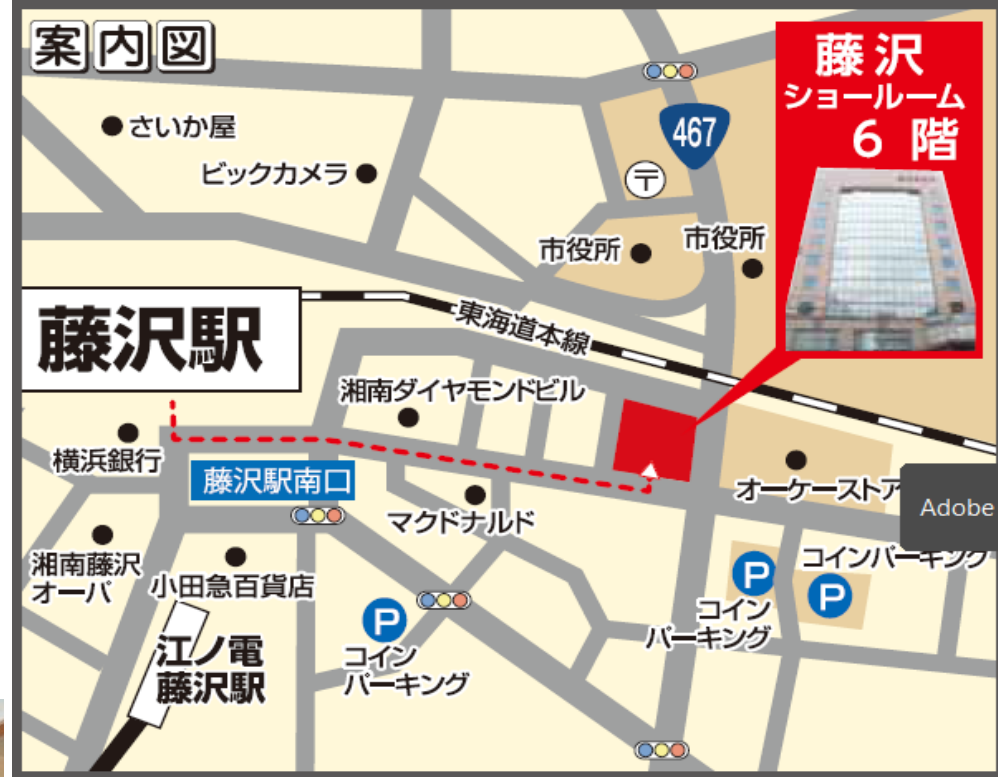 案内図
藤沢
ショールーム
6 階
さいか屋
ビックカメラ
467
〒
市役所
市役所
東海道本線
藤沢駅
湘南ダイヤモンドビル
横浜銀行
藤沢駅南口
マクドナルド
オーケーストア
Adobe
湘南藤沢
オーパ
小田急百貨店
江ノ電
藤沢駅
P
コイン
パーキング
P
コイン
パーキング
コインパーキング
P